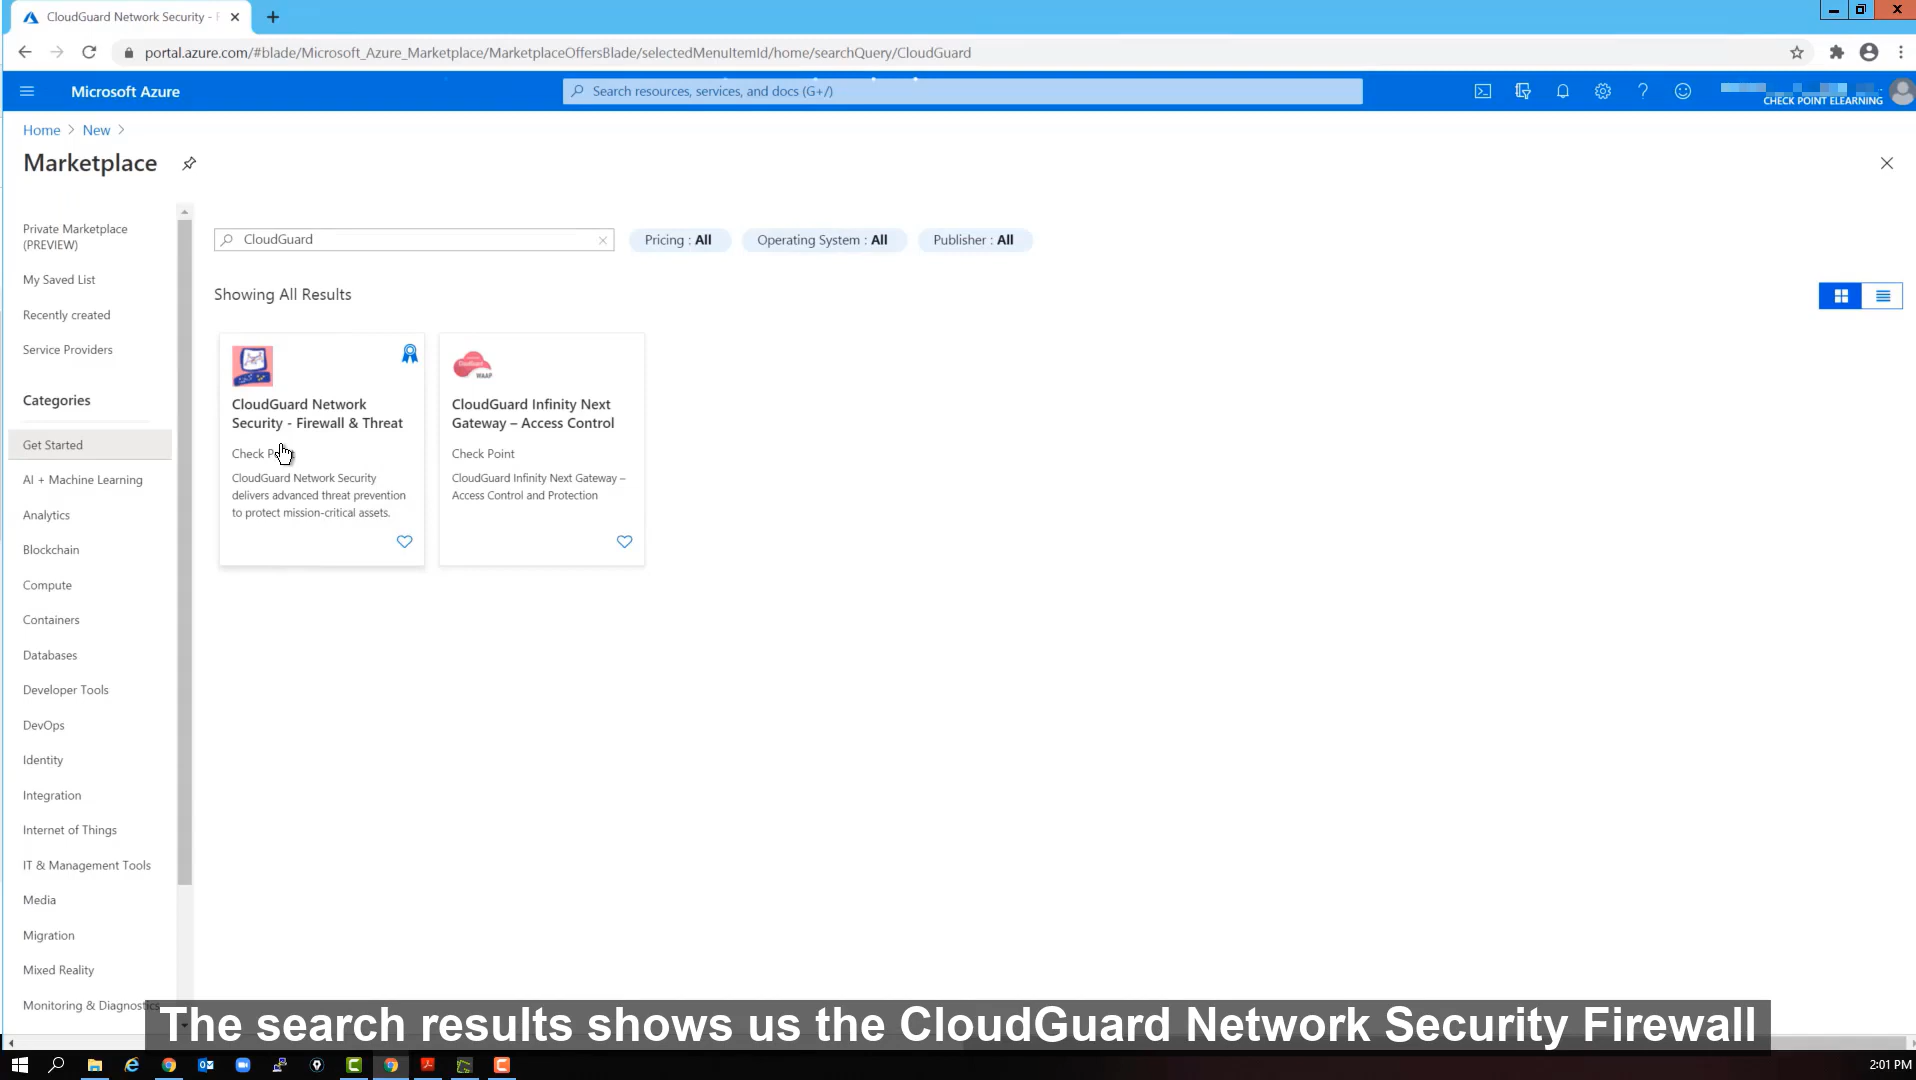 CloudGuard Network Security - F
portal.azure.com/#blade/Microsoft_Azure_Marketplace/MarketplaceOffersBlade/selectedMenuItemId/home/searchQuery/CloudGuard
Microsoft Azure
Search resources, services, and docs (G+/)
CHECK POINT ELEARNING
Home > New >
Marketplace
Private Marketplace
(PREVIEW)
My Saved List
Recently created
Service Providers
Categories
Get Started
AI + Machine Learning
Analytics
Blockchain
Compute
Containers
Databases
Developer Tools
DevOps
Identity
Integration
Internet of Things
IT & Management Tools
Media
Migration
Mixed Reality
Monitoring & Diagnostics
CloudGuard
Pricing : All
Operating System : All
Publisher : All
Showing All Results
CloudGuard Network
Security - Firewall & Threat
Check P
CloudGuard Network Security
delivers advanced threat prevention
to protect mission-critical assets.
CloudGuard
WAAP
CloudGuard Infinity Next
Gateway – Access Control
Check Point
CloudGuard Infinity Next Gateway –
Access Control and Protection
The search results shows us the CloudGuard Network Security Firewall
2:01 PM